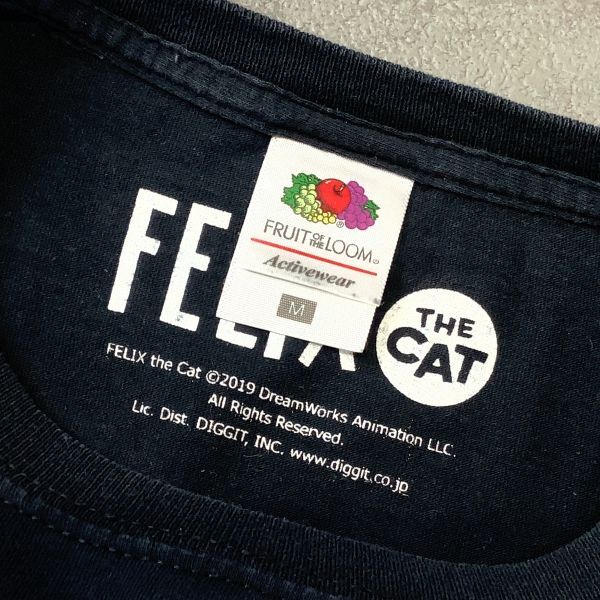 FRUIT OF THE LOOM®
Activewear
M
FELIX
THE CAT
FELIX the Cat ©2019 DreamWorks Animation LLC.
All Rights Reserved.
Lic. Dist. DIGGIT, INC. www.diggit.co.jp